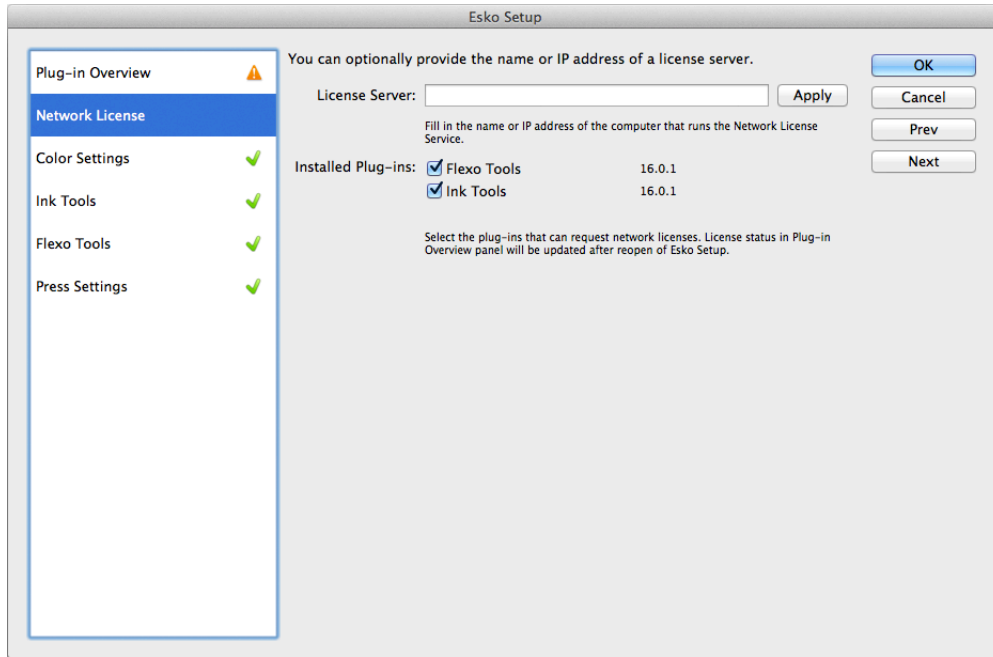 Esko Setup
Plug-in Overview
Network License
Color Settings
Ink Tools
Flexo Tools
Press Settings
You can optionally provide the name or IP address of a license server.
License Server:
Apply
Fill in the name or IP address of the computer that runs the Network License
Service.
Installed Plug-ins:
Flexo Tools 16.0.1
Ink Tools 16.0.1
Select the plug-ins that can request network licenses. License status in Plug-in
Overview panel will be updated after reopen of Esko Setup.
OK
Cancel
Prev
Next